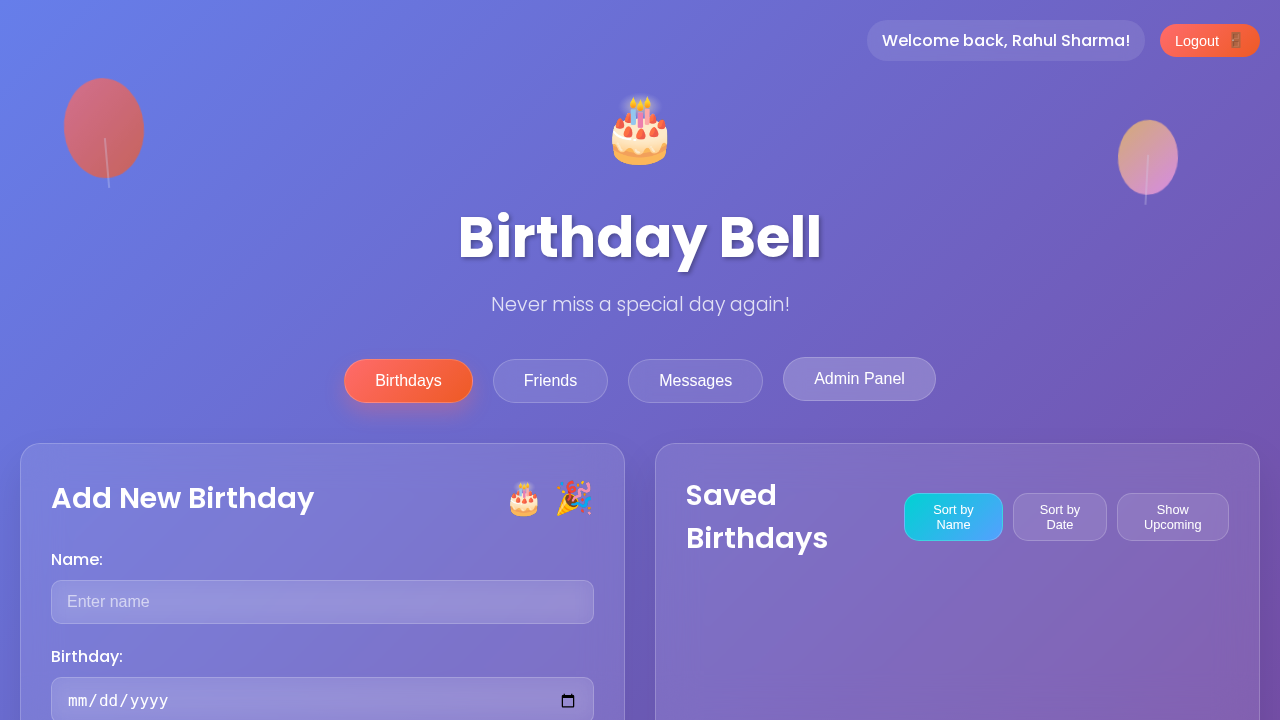 Welcome back, Rahul Sharma!
Logout
Birthday Bell
Never miss a special day again!
Birthdays
Friends
Messages
Admin Panel
Add New Birthday
Name:
Enter name
Birthday:
mm/dd/yyyy
Saved
Birthdays
Sort by
Name
Sort by
Date
Show
Upcoming